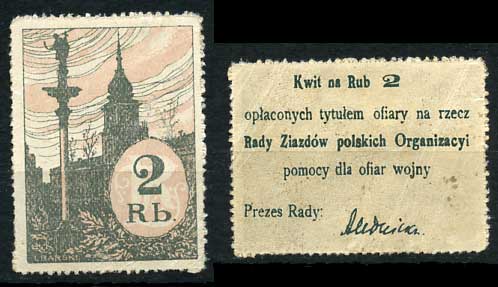 2
Rb.
Kwit na Rub 2
opłaconych tytułem ofiary na rzecz
Rady Ziazdów polskich Organizacyi
pomocy dla ofiar wojny
Prezes Rady: